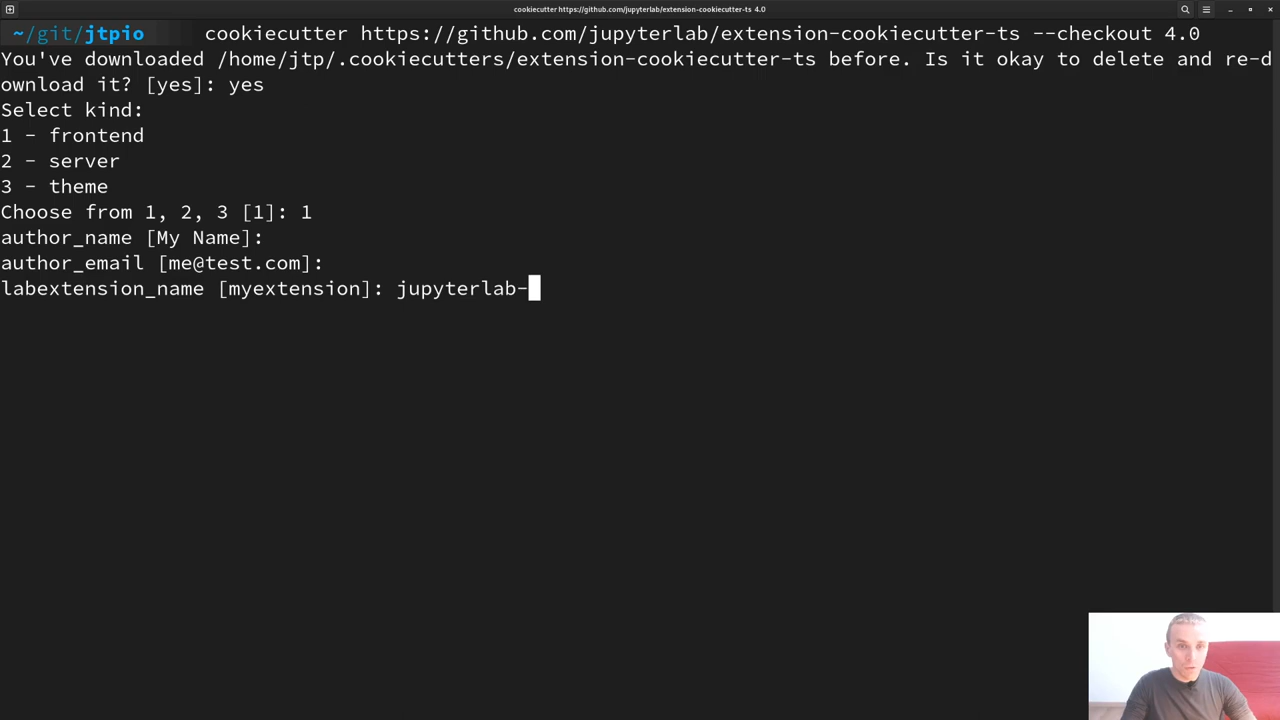 cookiecutter https://github.com/jupyterlab/extension-cookiecutter-ts 4.0
~/git/jtpio cookiecutter https://github.com/jupyterlab/extension-cookiecutter-ts --checkout 4.0
You've downloaded /home/jtp/.cookiecutters/extension-cookiecutter-ts before. Is it okay to delete and re-d
ownload it? [yes]: yes
Select kind:
1 - frontend
2 - server
3 - theme
Choose from 1, 2, 3 [1]: 1
author_name [My Name]:
author_email [me@test.com]:
labextension_name [myextension]: jupyterlab-